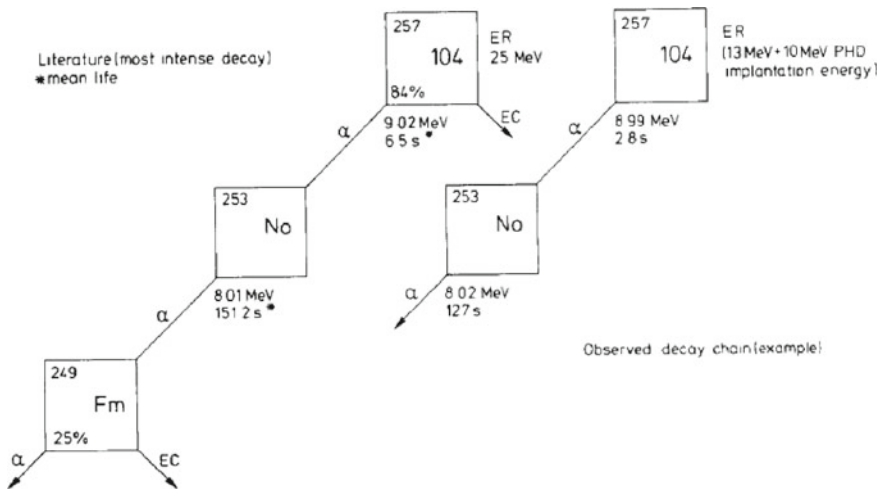 Literature (most intense decay)
*mean life
257
104
84%
ER
25 MeV
EC
α
9.02 MeV
6.5 s *
253
No
α
8.01 MeV
151.2 s *
249
Fm
25%
α
EC
257
104
ER
(13 MeV + 10 MeV PHD
implantation energy)
α
8.99 MeV
2.8 s
253
No
α
8.02 MeV
127 s
Observed decay chain (example)